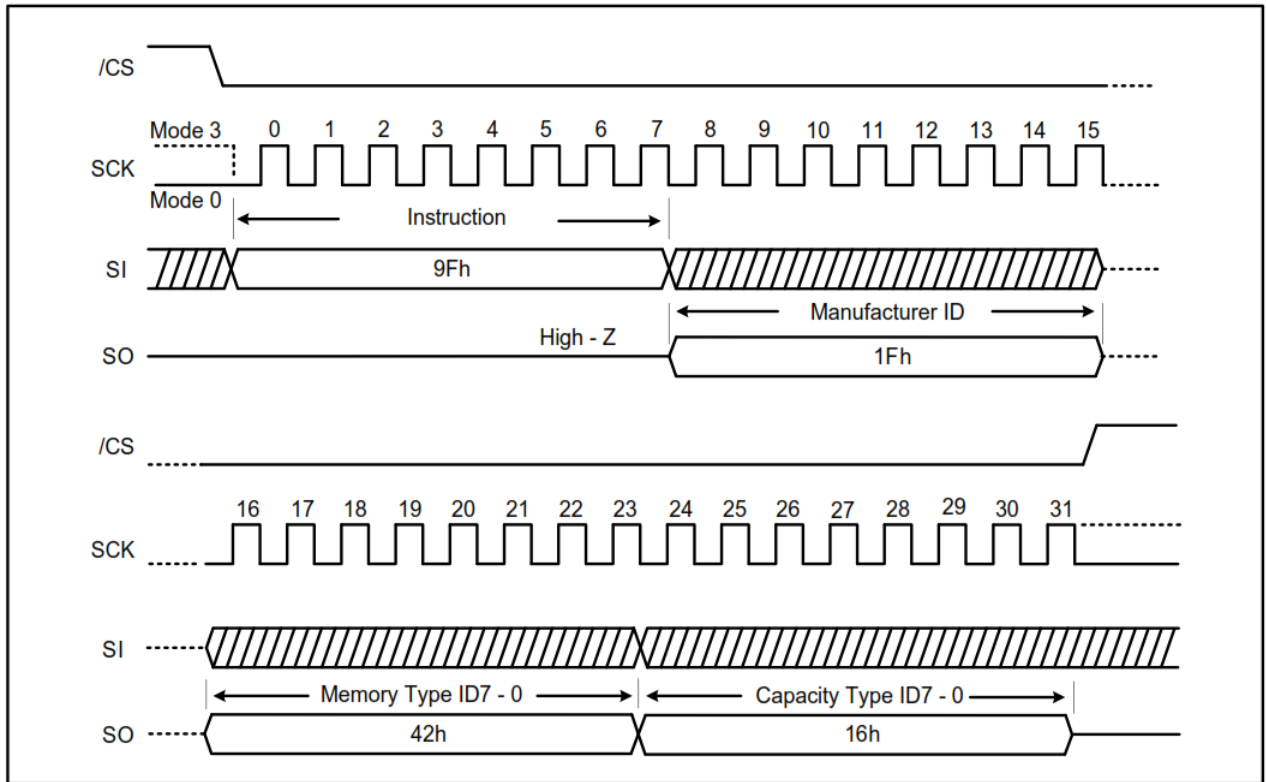 /CS
Mode 3 0 1 2 3 4 5 6 7 8 9 10 11 12 13 14 15
SCK
Mode 0
Instruction
SI 9Fh
Manufacturer ID
High - Z
SO 1Fh
/CS
16 17 18 19 20 21 22 23 24 25 26 27 28 29 30 31
SCK
SI
Memory Type ID7 - 0 Capacity Type ID7 - 0
SO 42h 16h